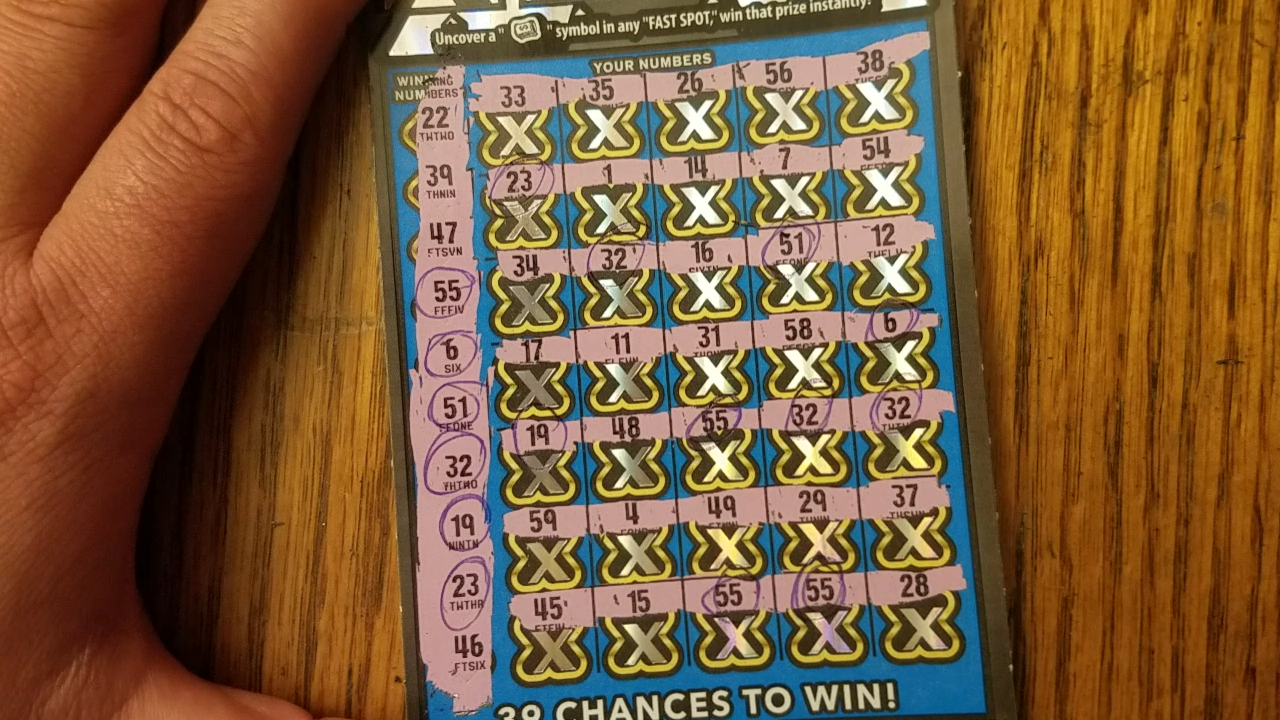 Uncover a " " symbol in any "FAST SPOT," win that prize instantly!
WINNING NUMBERS
YOUR NUMBERS
22 TWTWO
39 THNIN
47 FTSVN
55 FFFIV
6 SIX
51 FFONE
32 THTWO
19 NINTN
23 TWTHR
46 FTSIX
33 35 26 56 38
X X X X X
23 1 14 7 54
X X X X X
34 32 16 51 12
X X X X X
17 11 31 58 6
X X X X X
19 48 55 32 32
X X X X X
59 4 49 29 37
X X X X X
45 15 55 55 28
X X X X X
39 CHANCES TO WIN!